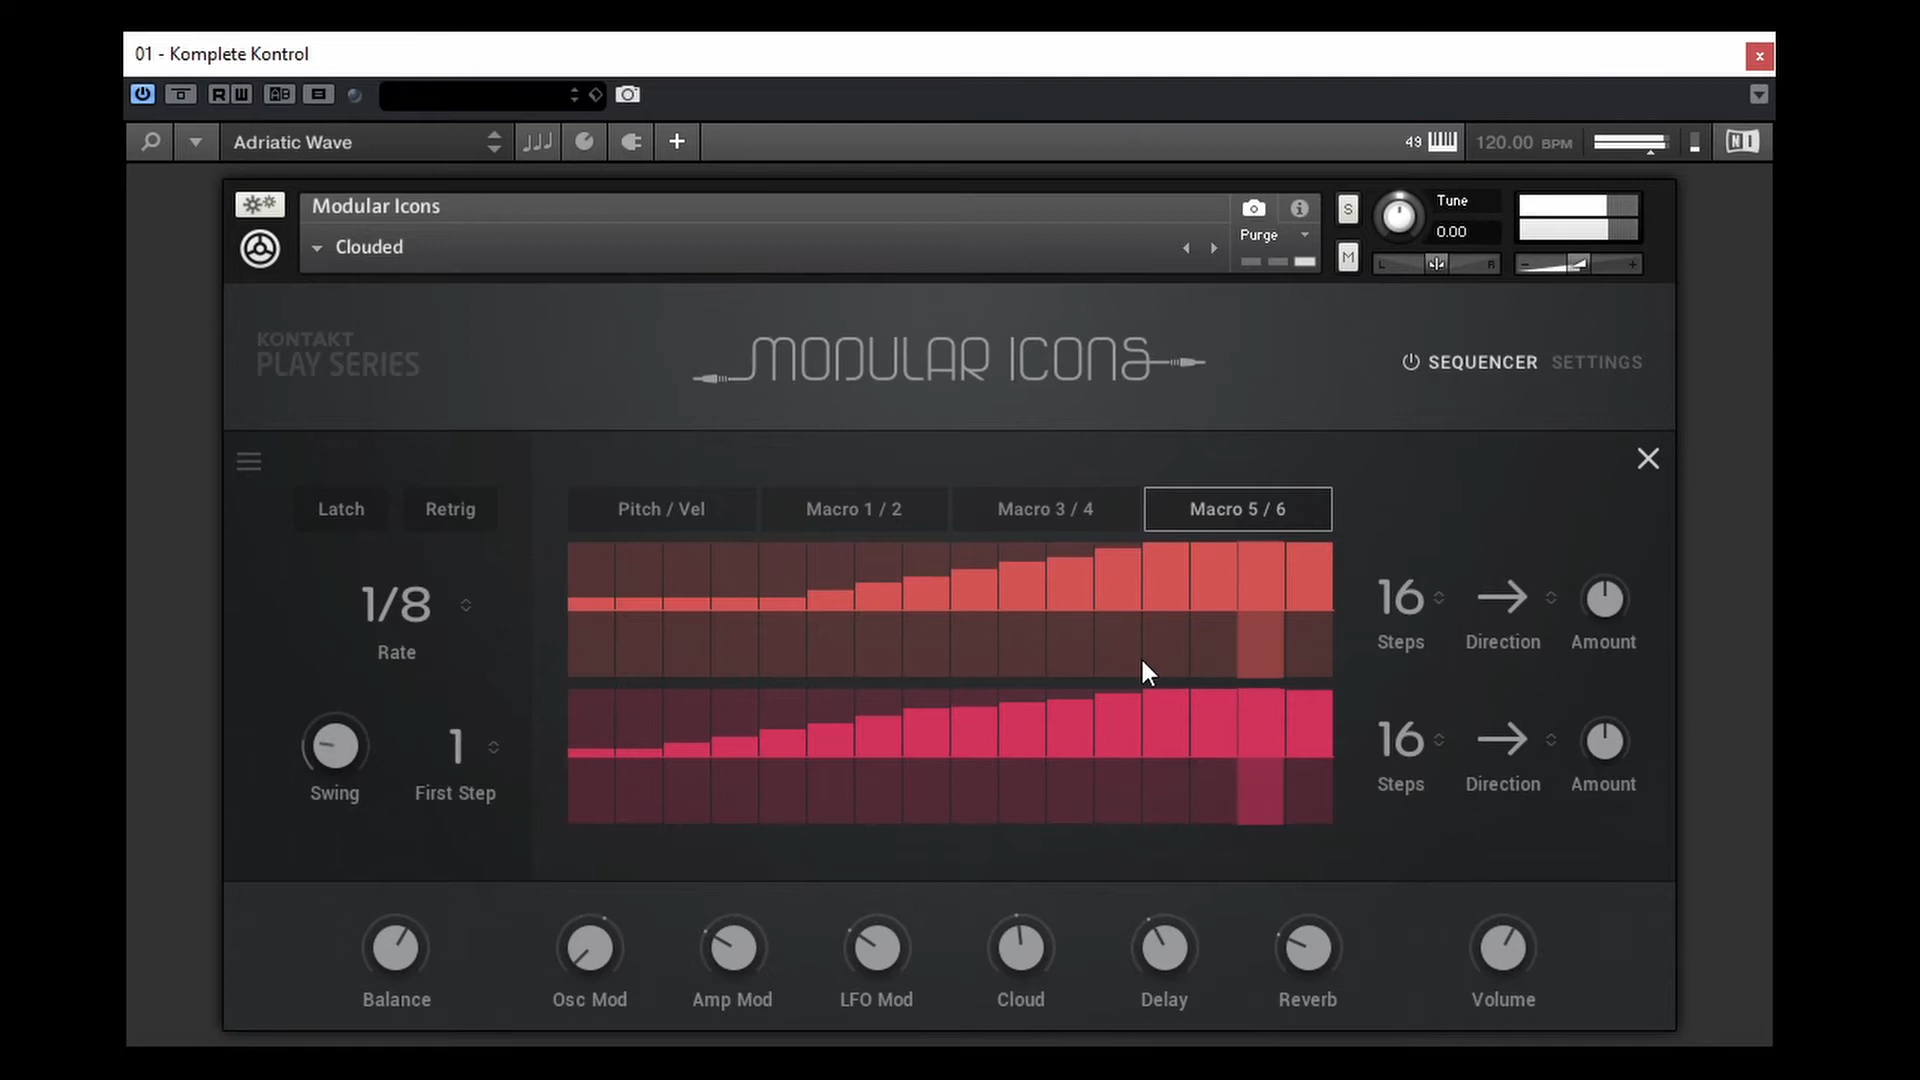 01 - Komplete Kontrol
R W AB
Adriatic Wave 49 120.00 BPM NI
Modular Icons S Tune
Clouded Purge M 0.00
L R - +
KONTAKT
PLAY SERIES MODULAR ICONS SEQUENCER SETTINGS
Latch Retrig Pitch / Vel Macro 1 / 2 Macro 3 / 4 Macro 5 / 6
1/8 16
Rate Steps Direction Amount
1 16
Swing First Step Steps Direction Amount
Balance Osc Mod Amp Mod LFO Mod Cloud Delay Reverb Volume